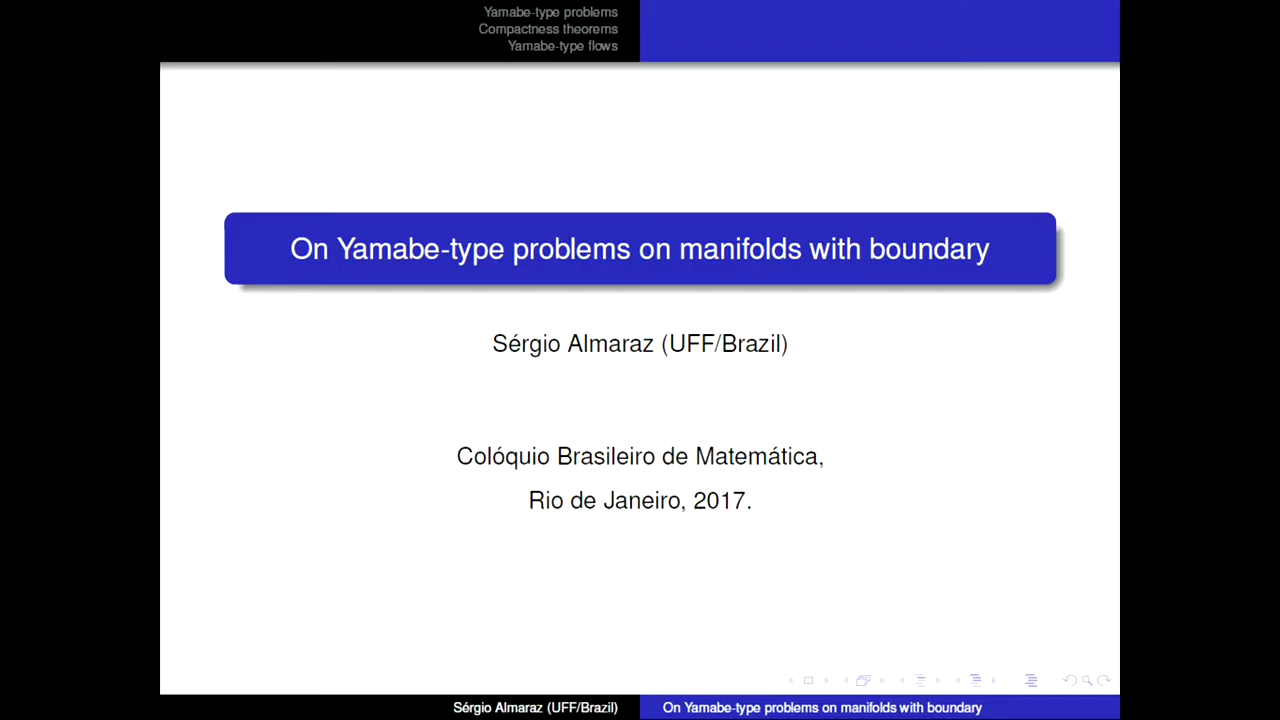 Yamabe-type problems
Compactness theorems
Yamabe-type flows
On Yamabe-type problems on manifolds with boundary
Sérgio Almaraz (UFF/Brazil)
Colóquio Brasileiro de Matemática,
Rio de Janeiro, 2017.
Sérgio Almaraz (UFF/Brazil)
On Yamabe-type problems on manifolds with boundary